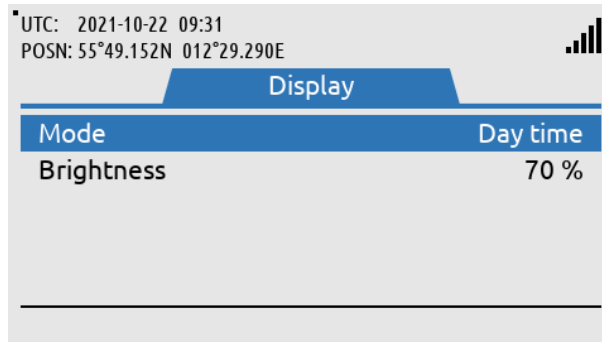 UTC: 2021-10-22 09:31
POSN: 55°49.152N 012°29.290E
Display
Mode Day time
Brightness 70 %